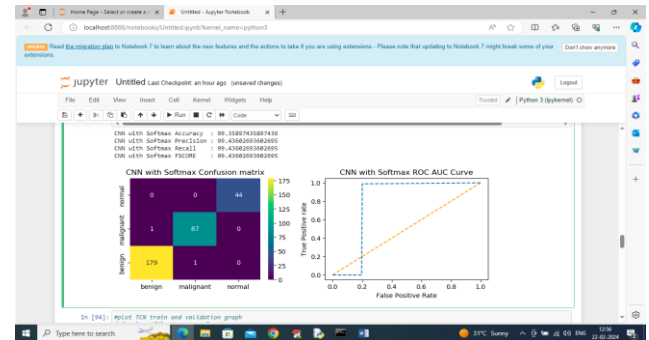 Home Page - Select or create a n
Untitled - Jupyter Notebook
localhost:8888/notebooks/Untitled.ipynb?kernel_name=python3
UPDATE Read the migration plan to Notebook 7 to learn about the new features and the actions to take if you are using extensions - Please note that updating to Notebook 7 might break some of your extensions.
Don't show anymore
jupyter Untitled Last Checkpoint: an hour ago (unsaved changes)
Logout
File Edit View Insert Cell Kernel Widgets Help
Trusted Python 3 (ipykernel)
Run Code
CNN with Softmax Accuracy :
CNN with Softmax Precision : 99.43602693602695
CNN with Softmax Recall : 99.43602693602695
CNN with Softmax FSCORE : 99.43602693602695
CNN with Softmax Confusion matrix
normal 0 0 44
malignant 1 87 0
benign 179 1 0
benign malignant normal
175
150
125
100
75
50
25
0
CNN with Softmax ROC AUC Curve
True Positive rate
1.0
0.8
0.6
0.4
0.2
0.0
0.0 0.2 0.4 0.6 0.8 1.0
False Positive Rate
In [94]: #plot TCN train and validation graph
Type here to search
31°C Sunny
ENG
12:56
22-02-2024